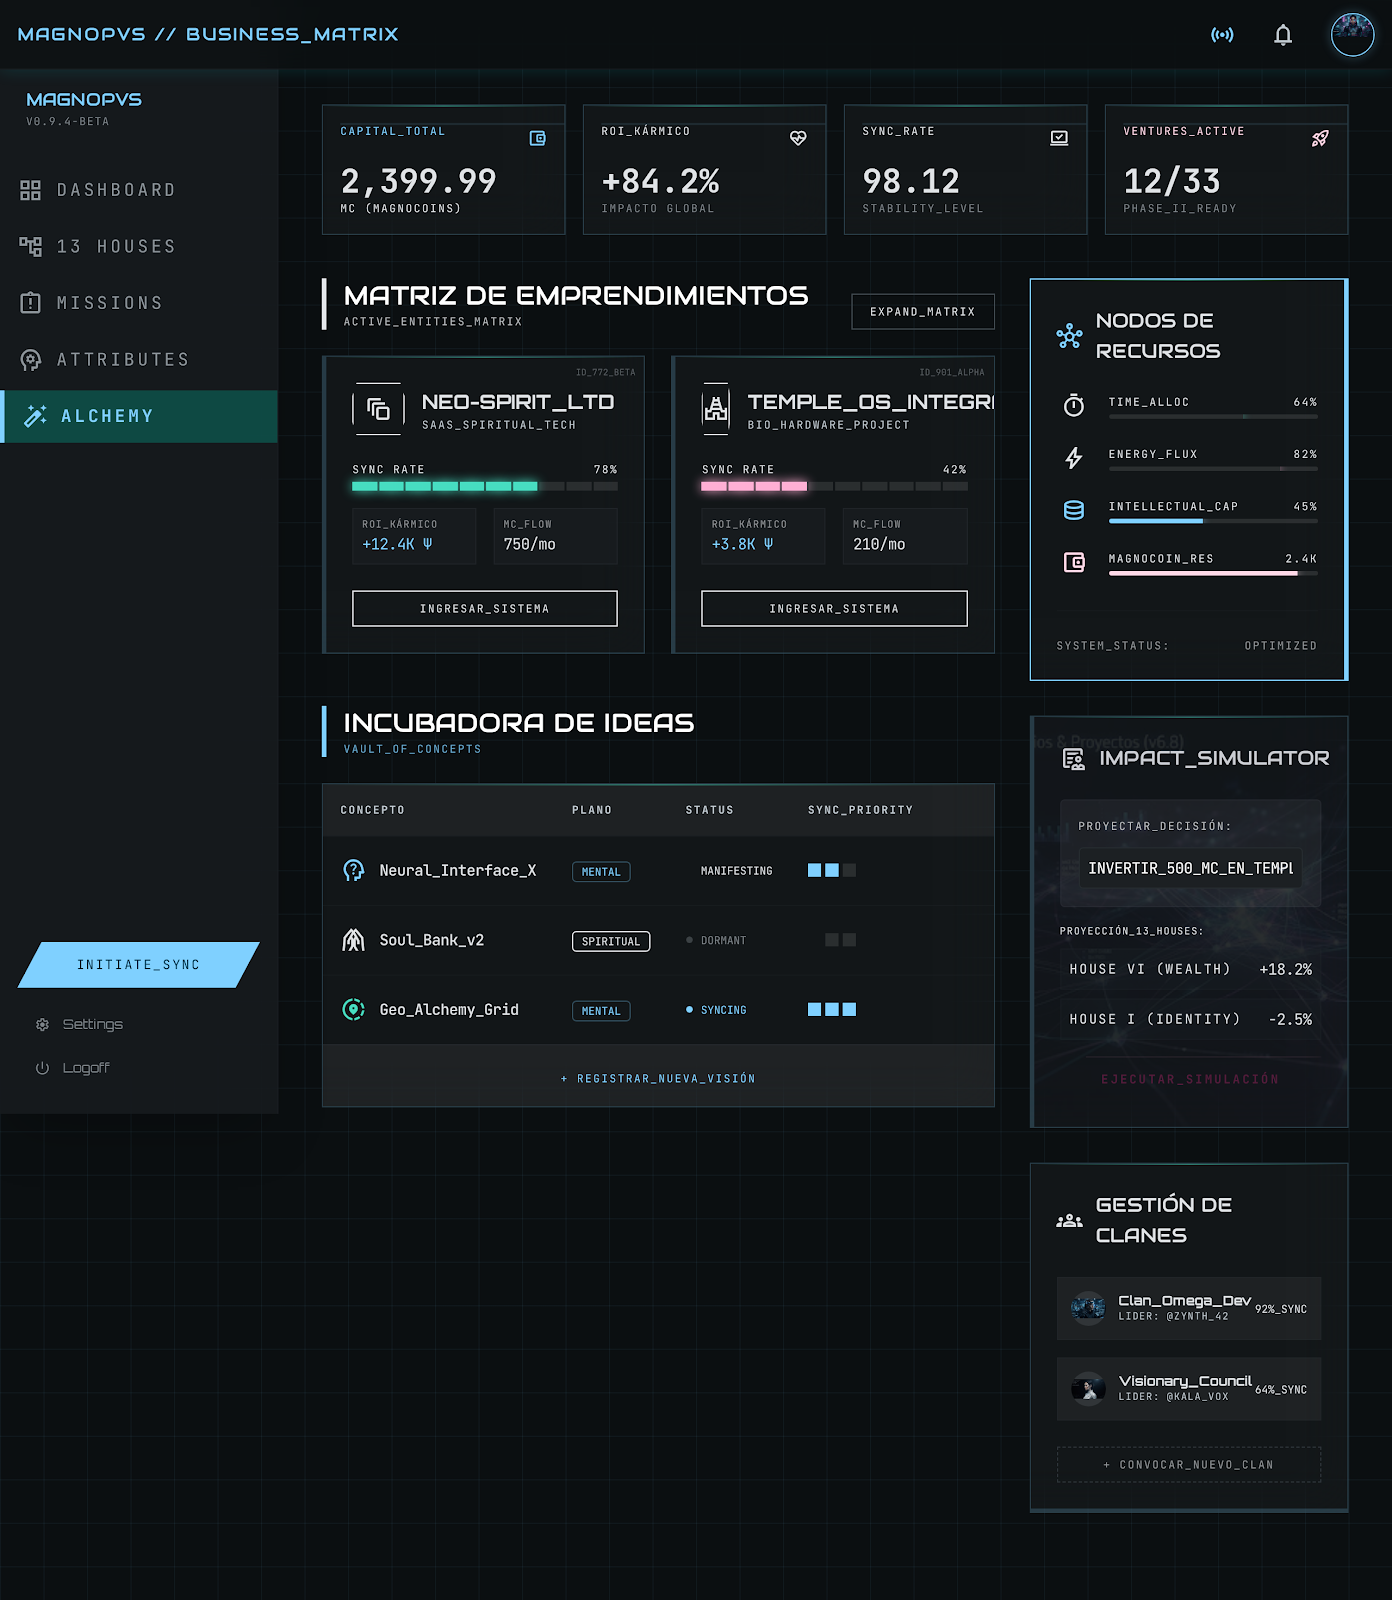 MAGNOPVS // BUSINESS_MATRIX
MAGNOPVS
V0.9.4-BETA
DASHBOARD
13 HOUSES
MISSIONS
ATTRIBUTES
ALCHEMY
INITIATE_SYNC
Settings
Logoff
CAPITAL_TOTAL
2,399.99
MC (MAGNOCOINS)
ROI_KÁRMICO
+84.2%
IMPACTO GLOBAL
SYNC_RATE
98.12
STABILITY_LEVEL
VENTURES_ACTIVE
12/33
PHASE_II_READY
MATRIZ DE EMPRENDIMIENTOS
ACTIVE_ENTITIES_MATRIX
EXPAND_MATRIX
ID_772_BETA
NEO-SPIRIT_LTD
SAAS_SPIRITUAL_TECH
SYNC RATE 78%
ROI_KÁRMICO
+12.4K Ψ
MC_FLOW
750/mo
INGRESAR_SISTEMA
ID_901_ALPHA
TEMPLE_OS_INTEGR
BIO_HARDWARE_PROJECT
SYNC RATE 42%
ROI_KÁRMICO
+3.8K Ψ
MC_FLOW
210/mo
INGRESAR_SISTEMA
INCUBADORA DE IDEAS
VAULT_OF_CONCEPTS
CONCEPTO PLANO STATUS SYNC_PRIORITY
Neural_Interface_X MENTAL MANIFESTING
Soul_Bank_v2 SPIRITUAL DORMANT
Geo_Alchemy_Grid MENTAL SYNCING
+ REGISTRAR_NUEVA_VISIÓN
NODOS DE
RECURSOS
TIME_ALLOC 64%
ENERGY_FLUX 82%
INTELLECTUAL_CAP 45%
MAGNOCOIN_RES 2.4K
SYSTEM_STATUS: OPTIMIZED
os & Proyectos (v6.8)
IMPACT_SIMULATOR
PROYECTAR_DECISIÓN:
INVERTIR_500_MC_EN_TEMPL
PROYECCIÓN_13_HOUSES:
HOUSE VI (WEALTH) +18.2%
HOUSE I (IDENTITY) -2.5%
EJECUTAR_SIMULACIÓN
GESTIÓN DE
CLANES
Clan_Omega_Dev
LIDER: @ZYNTH_42
92%_SYNC
Visionary_Council
LIDER: @KALA_VOX
64%_SYNC
+ CONVOCAR_NUEVO_CLAN